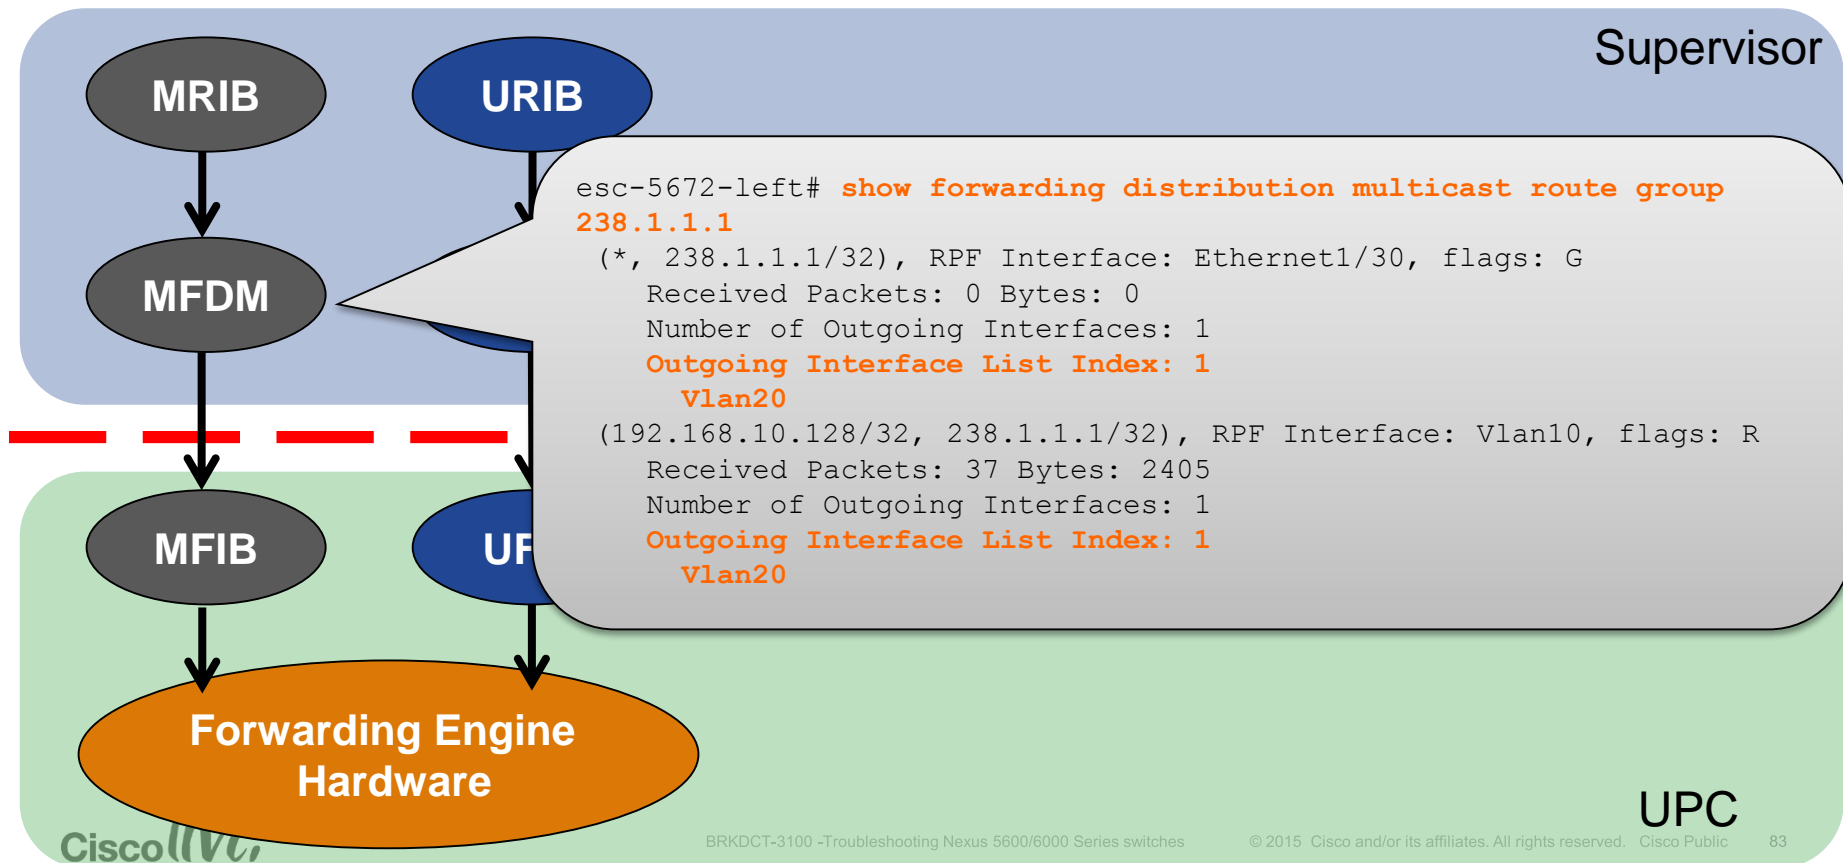 Supervisor
MRIB
URIB
MFDM
esc-5672-left# show forwarding distribution multicast route group
238.1.1.1
(*, 238.1.1.1/32), RPF Interface: Ethernet1/30, flags: G
Received Packets: 0 Bytes: 0
Number of Outgoing Interfaces: 1
Outgoing Interface List Index: 1
Vlan20
(192.168.10.128/32, 238.1.1.1/32), RPF Interface: Vlan10, flags: R
Received Packets: 37 Bytes: 2405
Number of Outgoing Interfaces: 1
Outgoing Interface List Index: 1
Vlan20
MFIB
Forwarding Engine
Hardware
UPC
Cisco live!
BRKDCT-3100 -Troubleshooting Nexus 5600/6000 Series switches © 2015 Cisco and/or its affiliates. All rights reserved. Cisco Public 83